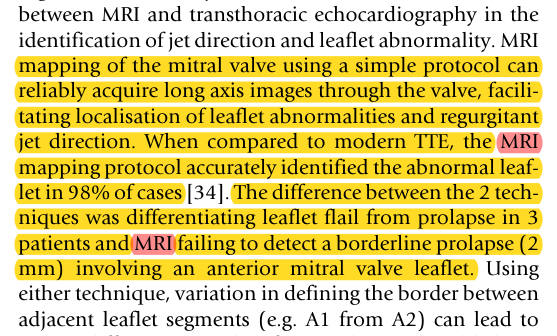 between MRI and transthoracic echocardiography in the
identification of jet direction and leaflet abnormality. MRI
mapping of the mitral valve using a simple protocol can
reliably acquire long axis images through the valve, facili-
tating localisation of leaflet abnormalities and regurgitant
jet direction. When compared to modern TTE, the MRI
mapping protocol accurately identified the abnormal leaf-
let in 98% of cases [34]. The difference between the 2 tech-
niques was differentiating leaflet flail from prolapse in 3
patients and MRI failing to detect a borderline prolapse (2
mm) involving an anterior mitral valve leaflet. Using
either technique, variation in defining the border between
adjacent leaflet segments (e.g. A1 from A2) can lead to